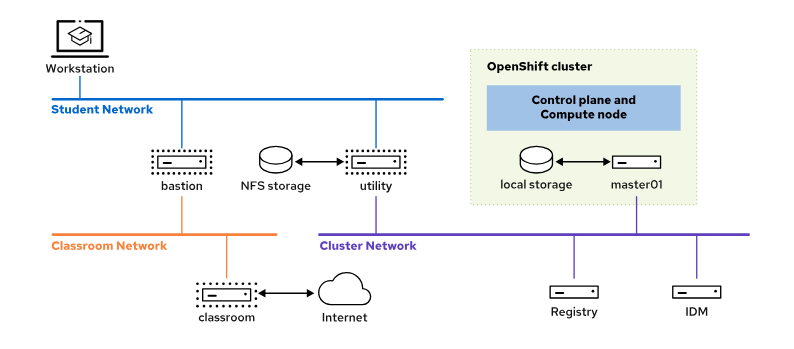 Workstation
Student Network
OpenShift cluster
Control plane and
Compute node
bastion
NFS storage
utility
local storage
master01
Classroom Network
Cluster Network
classroom
Internet
Registry
IDM